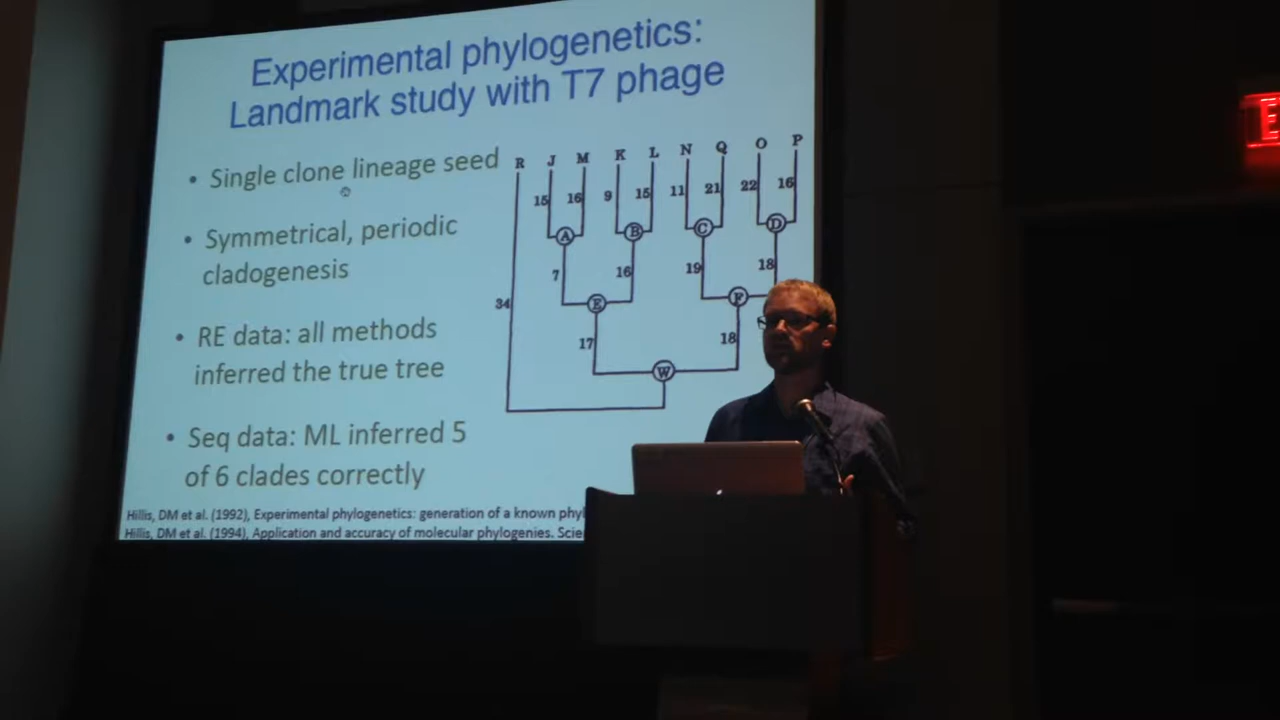 Experimental phylogenetics:
Landmark study with T7 phage
• Single clone lineage seed
• Symmetrical, periodic
cladogenesis
• RE data: all methods
inferred the true tree
• Seq data: ML inferred 5
of 6 clades correctly
R J M K L N Q O P
15 16 9 15 11 21 22 16
A B C D
7 16 19 18
34
E F
17 18
W
Hillis, DM et al. (1992), Experimental phylogenetics: generation of a known
Hillis, DM et al. (1994), Application and accuracy of molecular phylogenies.
E